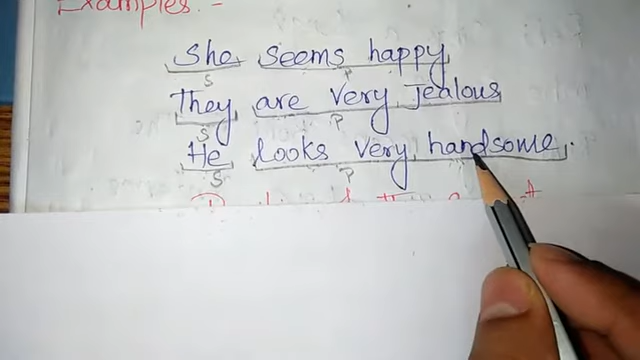 Examples :-
She seems happy
S P
They are very jealous
S P
He looks very handsome.
S P